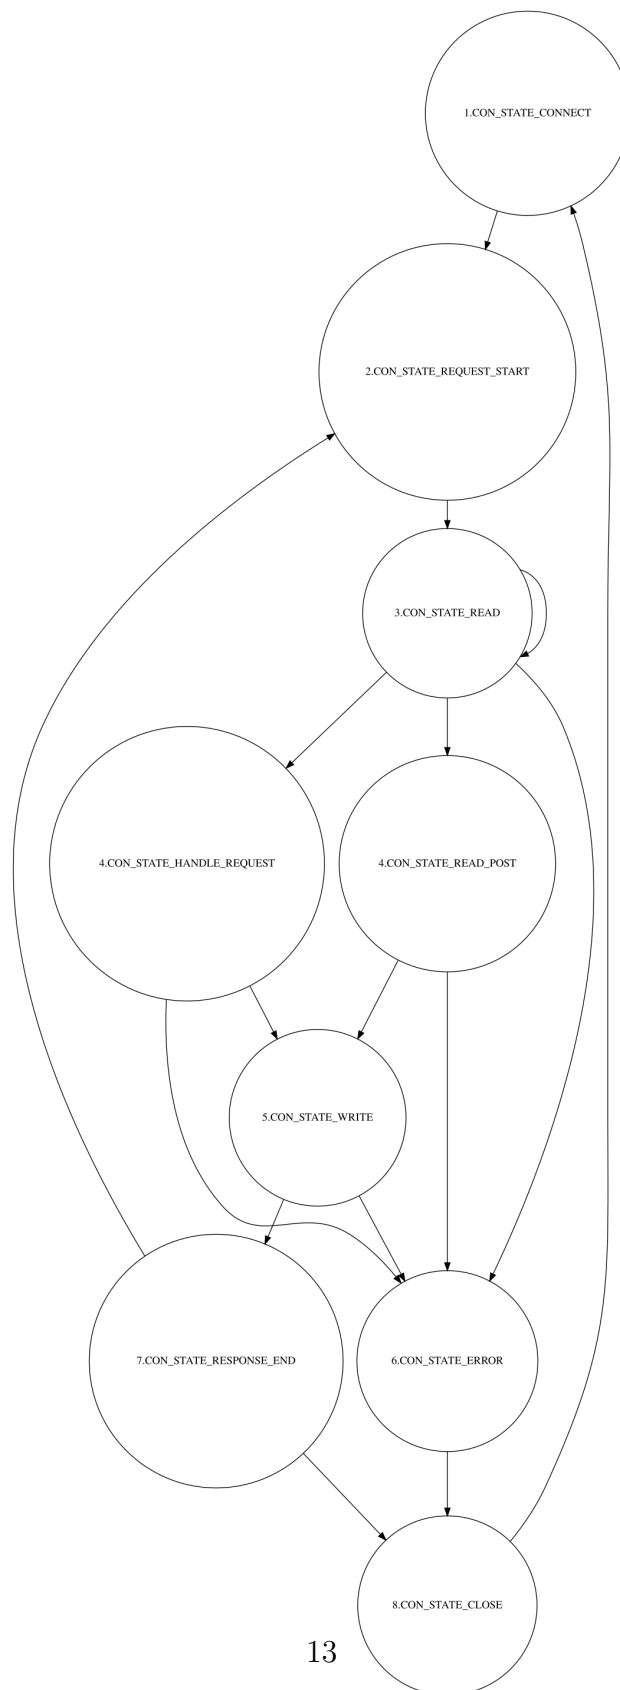 1.CON_STATE_CONNECT
2.CON_STATE_REQUEST_START
3.CON_STATE_READ
4.CON_STATE_HANDLE_REQUEST
4.CON_STATE_READ_POST
5.CON_STATE_WRITE
7.CON_STATE_RESPONSE_END
6.CON_STATE_ERROR
8.CON_STATE_CLOSE
13